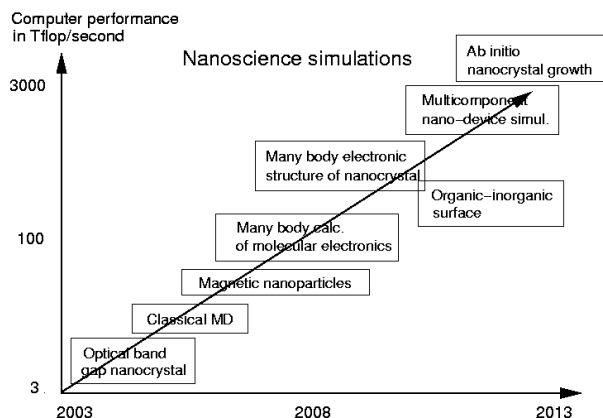 Computer performance
in Tflop/second
Nanoscience simulations
Ab initio
nanocrystal growth
3000
Multicomponent
nano-device simul.
Many body electronic
structure of nanocrystal
Organic-inorganic
surface
100
Many body calc.
of molecular electronics
Magnetic nanoparticles
Classical MD
Optical band
gap nanocrystal
3
2003
2008
2013